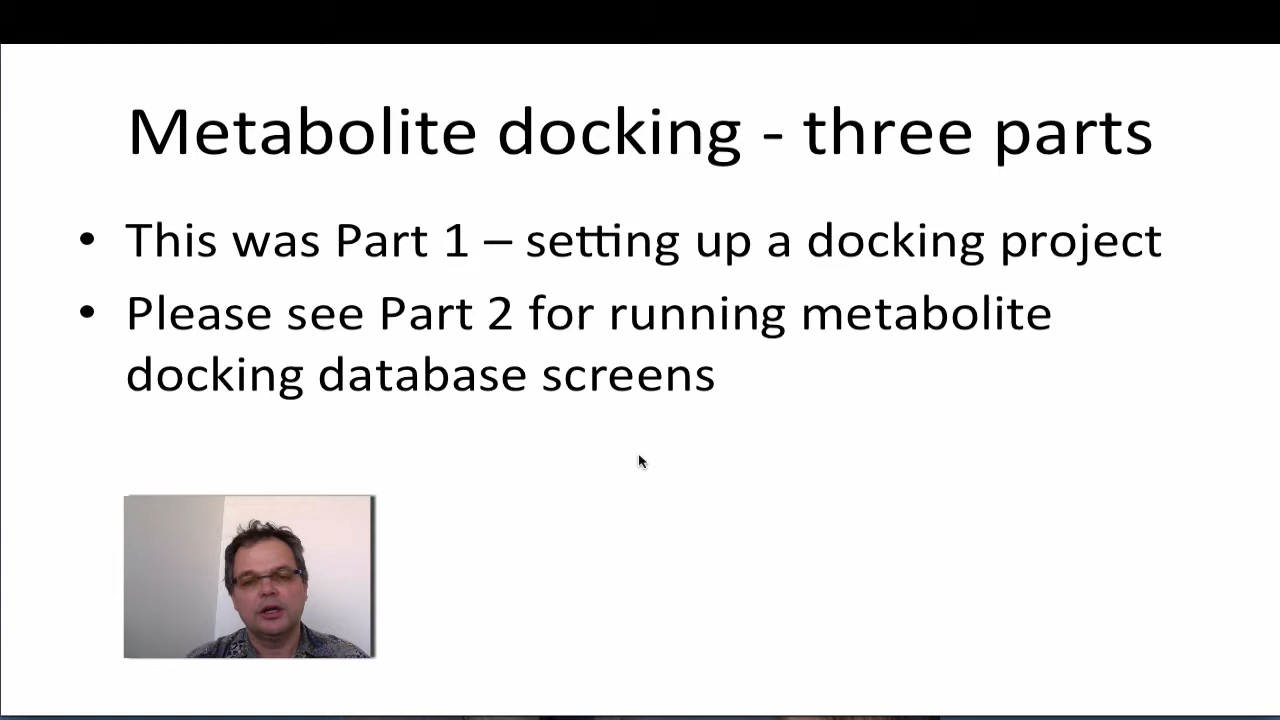 Metabolite docking - three parts
• This was Part 1 – setting up a docking project
• Please see Part 2 for running metabolite
docking database screens